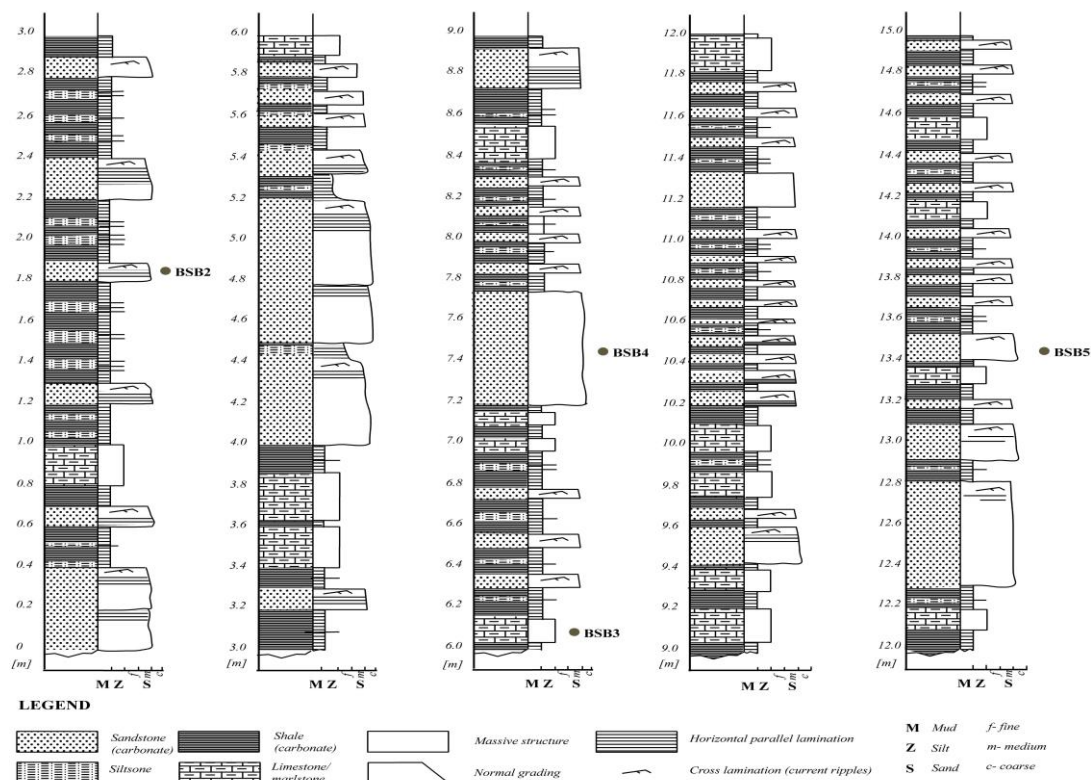 3.0
2.8
2.6
2.4
2.2
2.0
1.8
BSB2
1.6
1.4
1.2
1.0
0.8
0.6
0.4
0.2
0
[m]
M Z f S m c
6.0
5.8
5.6
5.4
5.2
5.0
4.8
4.6
4.4
4.2
4.0
3.8
3.6
3.4
3.2
3.0
[m]
M Z f S m c
9.0
8.8
8.6
8.4
8.2
8.0
7.8
7.6
BSB4
7.4
7.2
7.0
6.8
6.6
6.4
6.2
BSB3
6.0
[m]
M Z f S m c
12.0
11.8
11.6
11.4
11.2
11.0
10.8
10.6
10.4
10.2
10.0
9.8
9.6
9.4
9.2
9.0
[m]
M Z f S m c
15.0
14.8
14.6
14.4
14.2
14.0
13.8
13.6
BSB5
13.4
13.2
13.0
12.8
12.4
12.4
12.2
12.0
[m]
M Z f S m c
LEGEND
Sandstone
(carbonate)
Shale
(carbonate)
Massive structure
Horizontal parallel lamination
Siltsone
Limestone/
marlstone
Normal grading
Cross lamination (current ripples)
M Mud f- fine
Z Silt m- medium
S Sand c- coarse